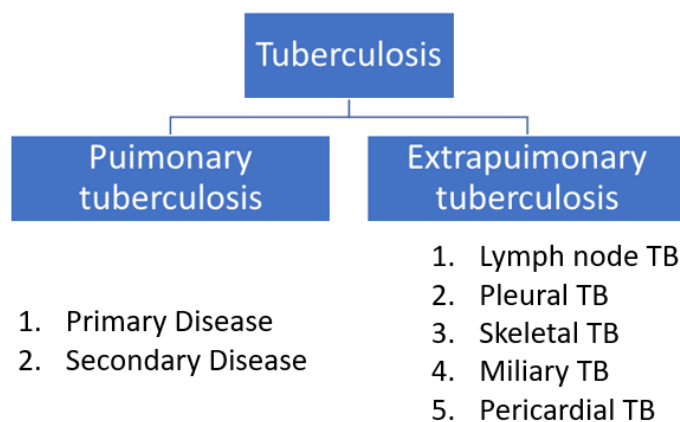 Tuberculosis
Puimonary
tuberculosis
Extrapuimonary
tuberculosis
1. Primary Disease
2. Secondary Disease
1. Lymph node TB
2. Pleural TB
3. Skeletal TB
4. Miliary TB
5. Pericardial TB